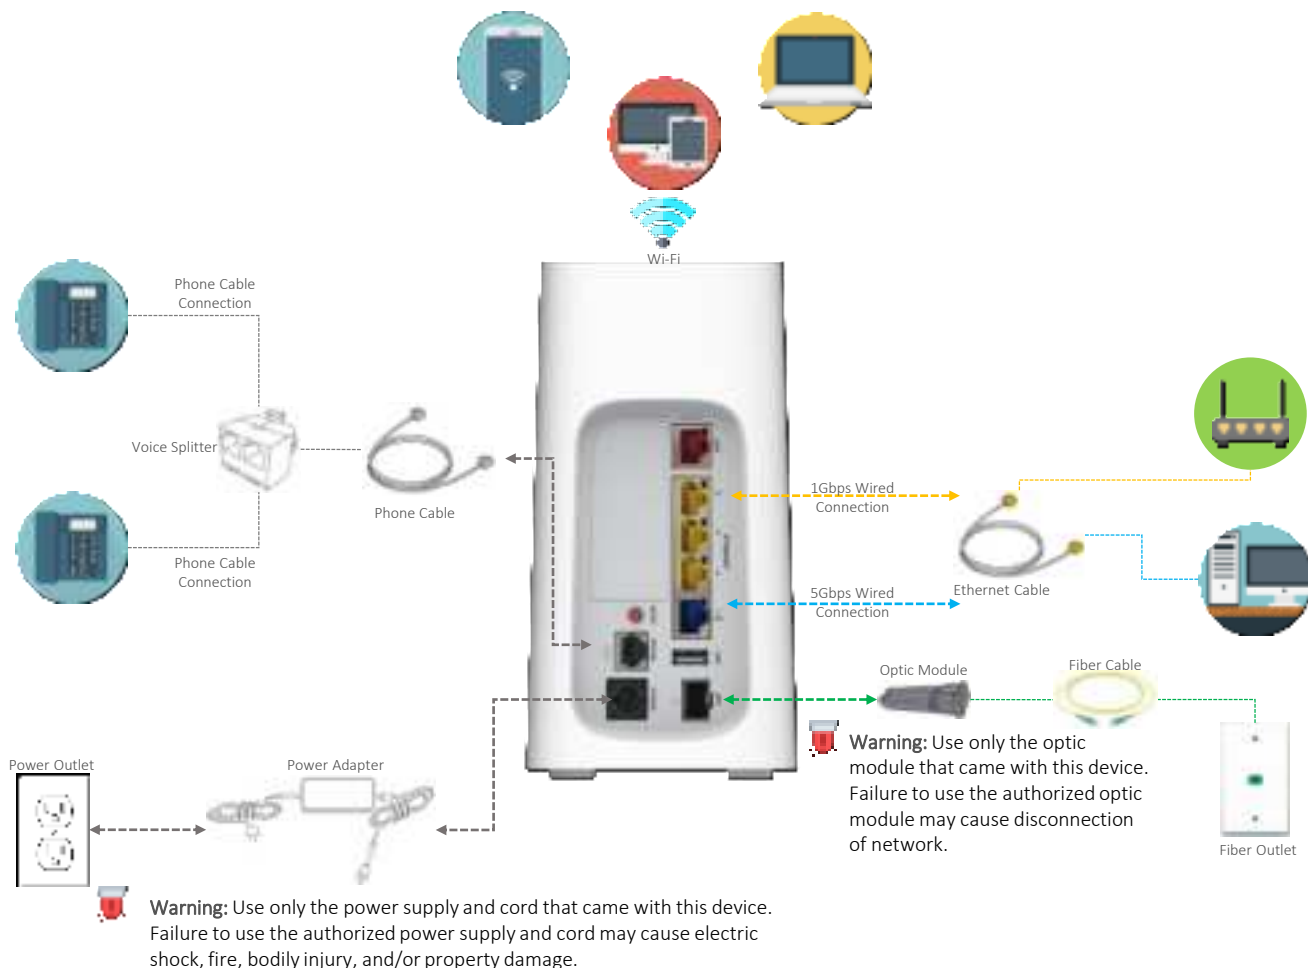 Wi-Fi
Phone Cable
Connection
Voice Splitter
Phone Cable
Phone Cable
Connection
1Gbps Wired
Connection
Ethernet Cable
5Gbps Wired
Connection
Optic Module
Fiber Cable
Warning: Use only the optic
module that came with this device.
Failure to use the authorized optic
module may cause disconnection
of network.
Fiber Outlet
Power Outlet
Power Adapter
Warning: Use only the power supply and cord that came with this device.
Failure to use the authorized power supply and cord may cause electric
shock, fire, bodily injury, and/or property damage.